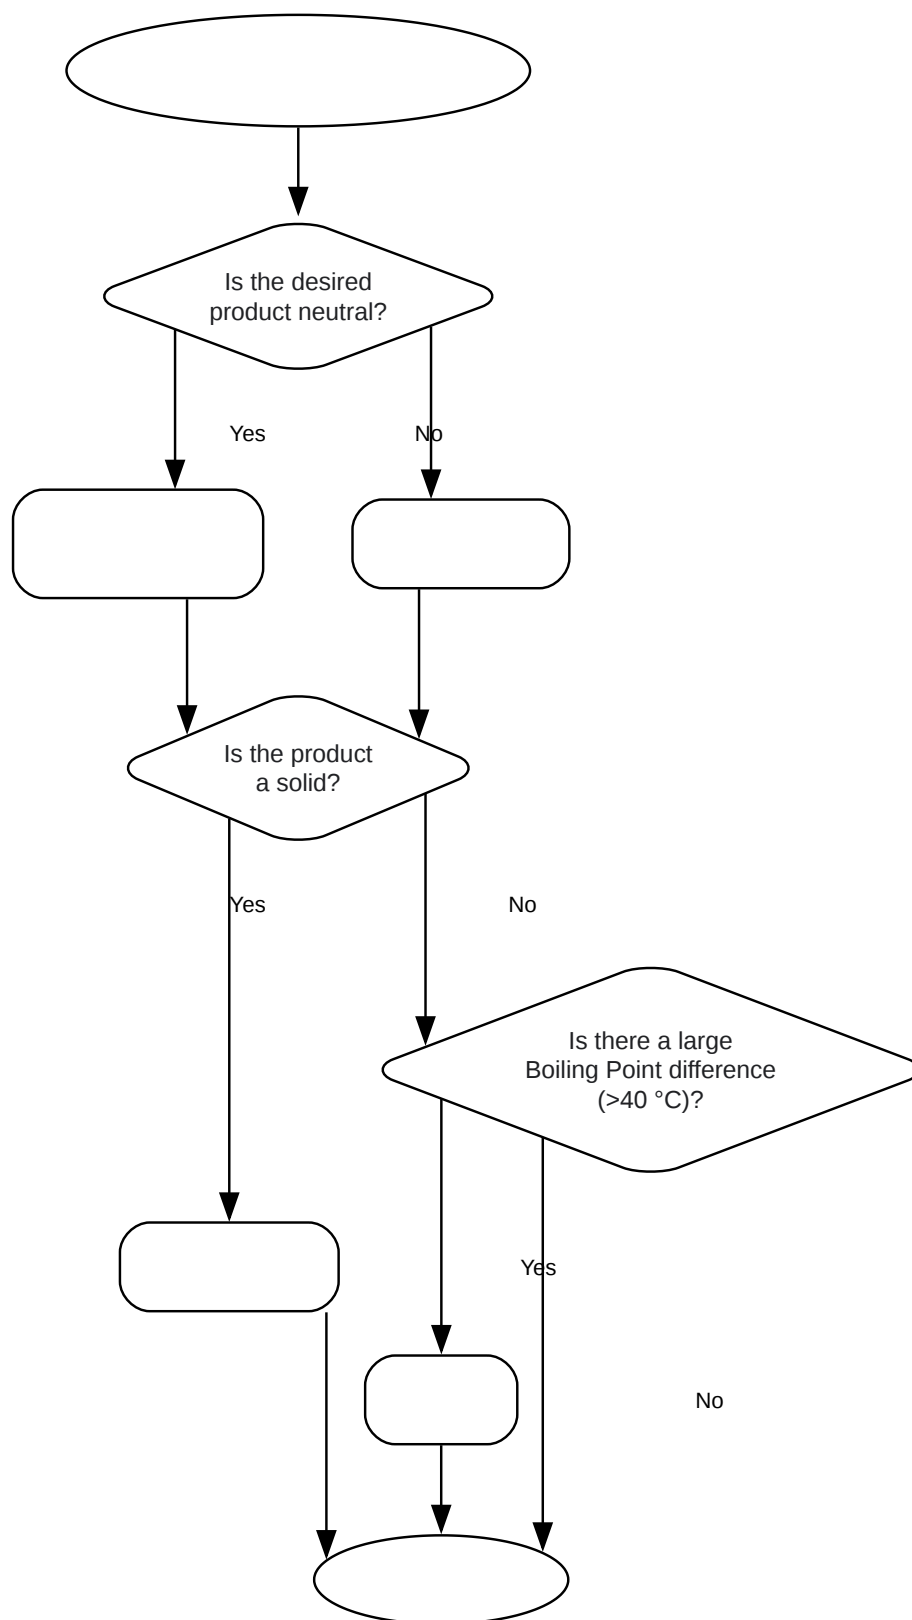 Is the desired
product neutral?
Yes
No
Is the product
a solid?
Yes
No
Is there a large
Boiling Point difference
(>40 °C)?
Yes
No